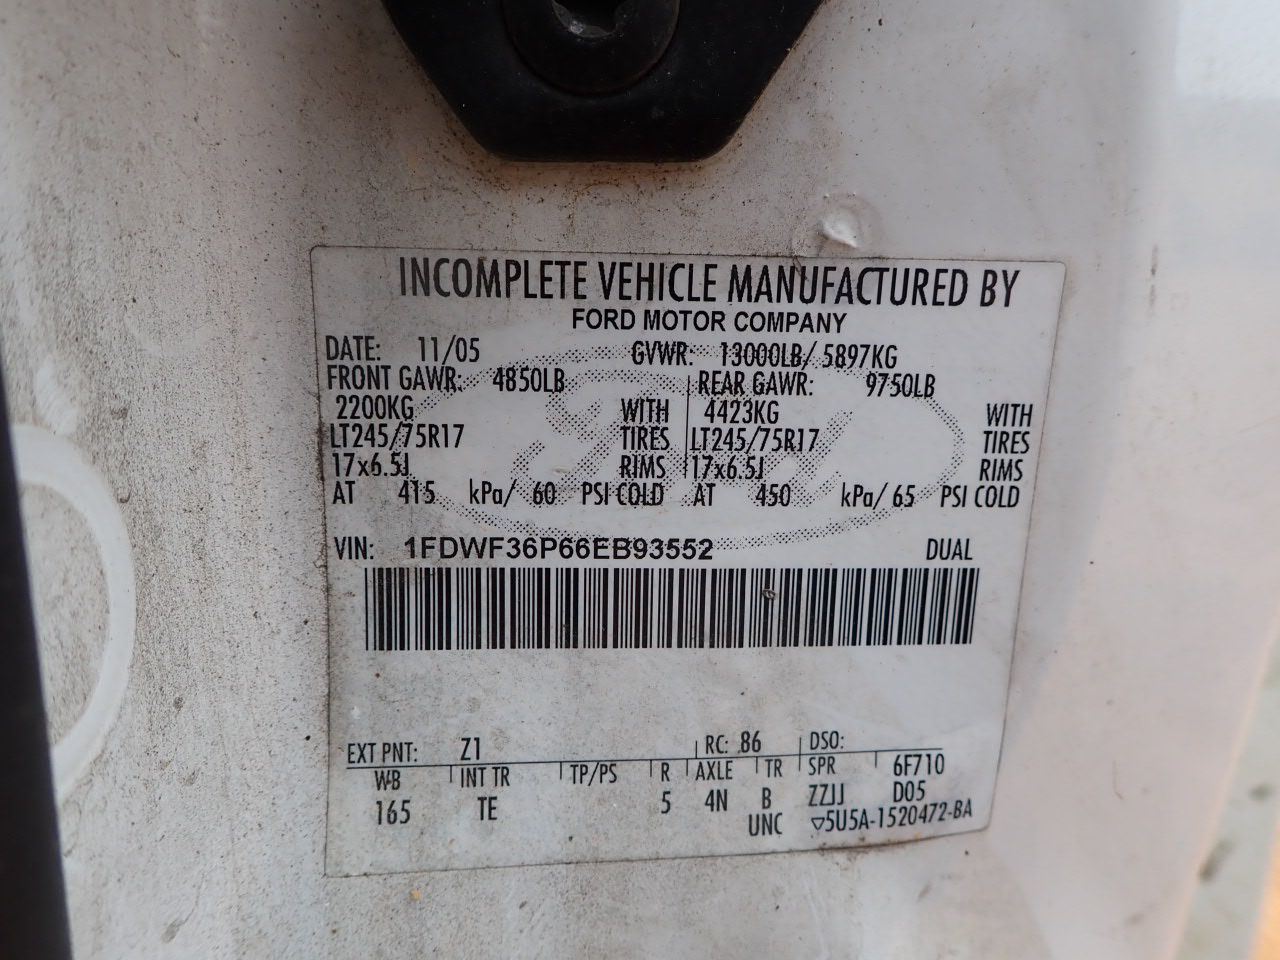 INCOMPLETE VEHICLE MANUFACTURED BY
FORD MOTOR COMPANY
DATE: 11/05 GVWR: 13000LB/ 5897KG
FRONT GAWR: 4850LB REAR GAWR: 9750LB
2200KG WITH 4423KG WITH
LT245/75R17 TIRES LT245/75R17 TIRES
17x6.5J RIMS 17x6.5J RIMS
AT 415 kPa/ 60 PSI COLD AT 450 kPa/ 65 PSI COLD
VIN: 1FDWF36P66EB93552 DUAL
EXT PNT: Z1 RC: 86 DSO:
WB INT TR TP/PS R AXLE TR SPR 6F710
165 TE 5 4N B ZZJJ D05
UNC ▽5U5A-1520472-BA